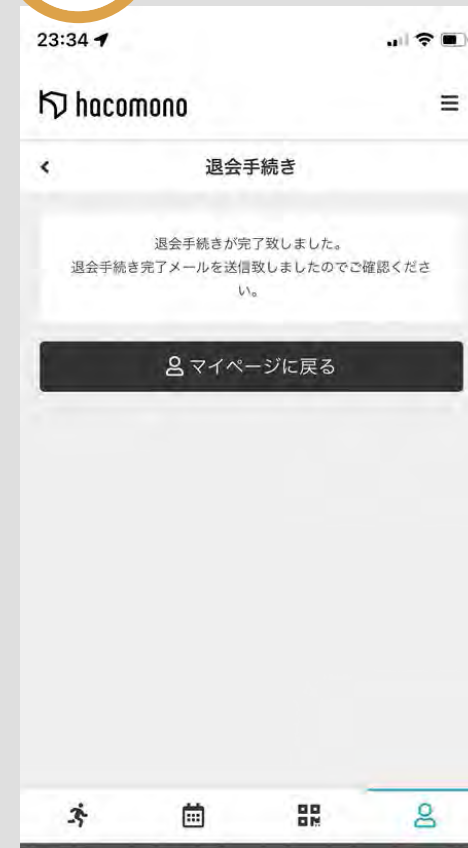 23:34
hacomono
退会手続き
退会手続きが完了致しました。
退会手続き完了メールを送信致しましたのでご確認くださ
い。
マイページに戻る